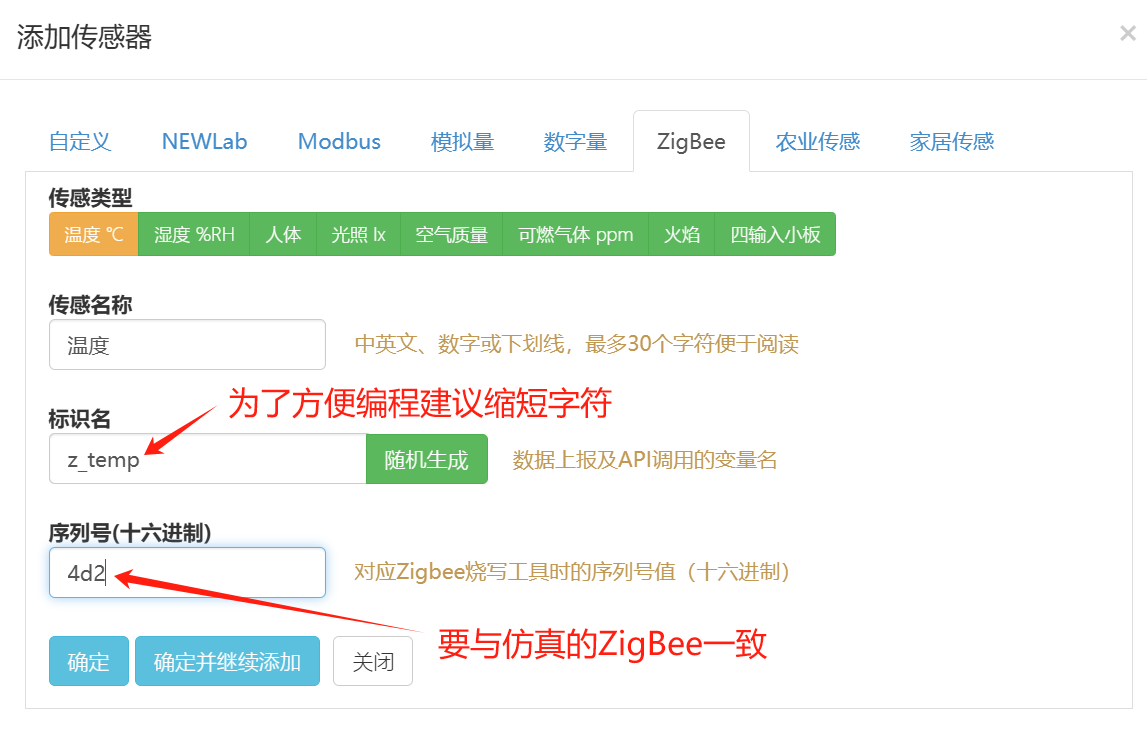 添加传感器 ×
自定义 NEWLab Modbus 模拟量 数字量 ZigBee 农业传感 家居传感
传感类型
温度 ℃ 湿度 %RH 人体 光照 lx 空气质量 可燃气体 ppm 火焰 四输入小板
传感名称
温度 中英文、数字或下划线，最多30个字符便于阅读
为了方便编程建议缩短字符
标识名
z_temp 随机生成 数据上报及API调用的变量名
序列号(十六进制)
4d2 对应Zigbee烧写工具时的序列号值（十六进制）
要与仿真的ZigBee一致
确定 确定并继续添加 关闭